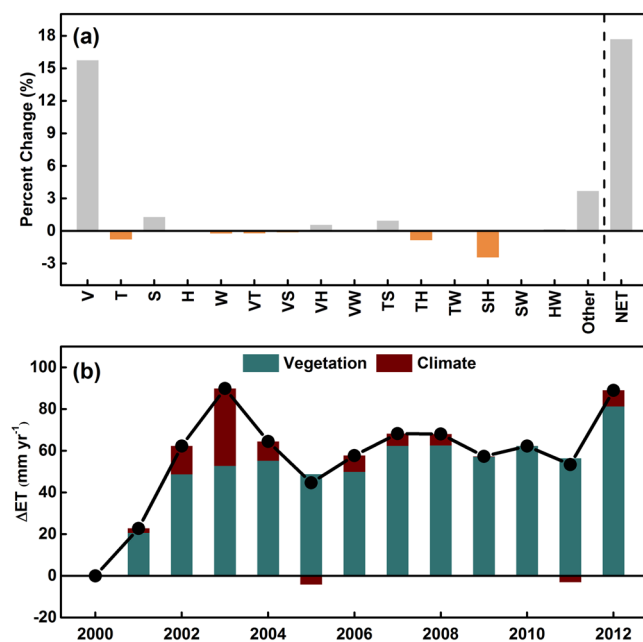 (a)
Percent Change (%)
18
15
12
9
6
3
0
-3
V
T
S
H
W
VT
VS
VH
VW
TS
TH
TW
SH
SW
HW
Other
NET
(b)
Vegetation
Climate
ΔET (mm yr⁻¹)
100
80
60
40
20
0
-20
2000
2002
2004
2006
2008
2010
2012